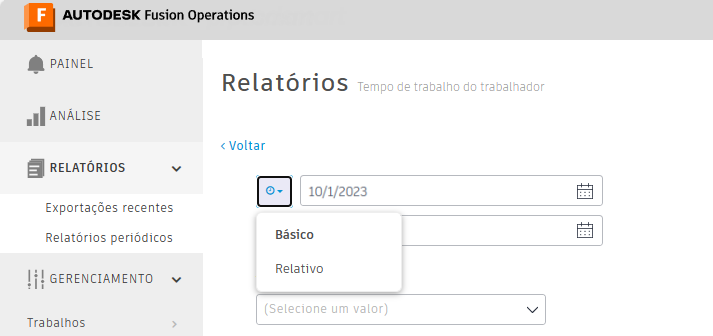 F AUTODESK Fusion Operations
PAINEL
ANÁLISE
RELATÓRIOS
Exportações recentes
Relatórios periódicos
GERENCIAMENTO
Trabalhos
Relatórios Tempo de trabalho do trabalhador
Voltar
10/1/2023
Básico
Relativo
(Selecione um valor)